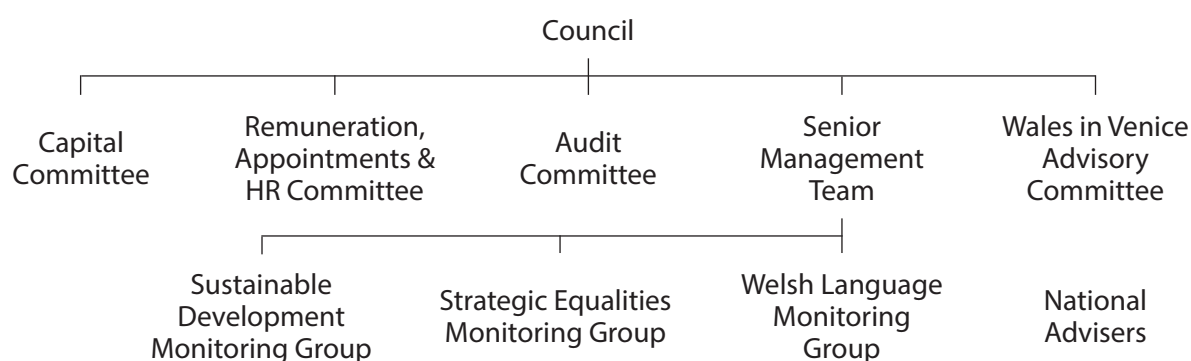 Council
Capital
Committee
Remuneration,
Appointments &
HR Committee
Audit
Committee
Senior
Management
Team
Wales in Venice
Advisory
Committee
Sustainable
Development
Monitoring Group
Strategic Equalities
Monitoring Group
Welsh Language
Monitoring
Group
National
Advisers